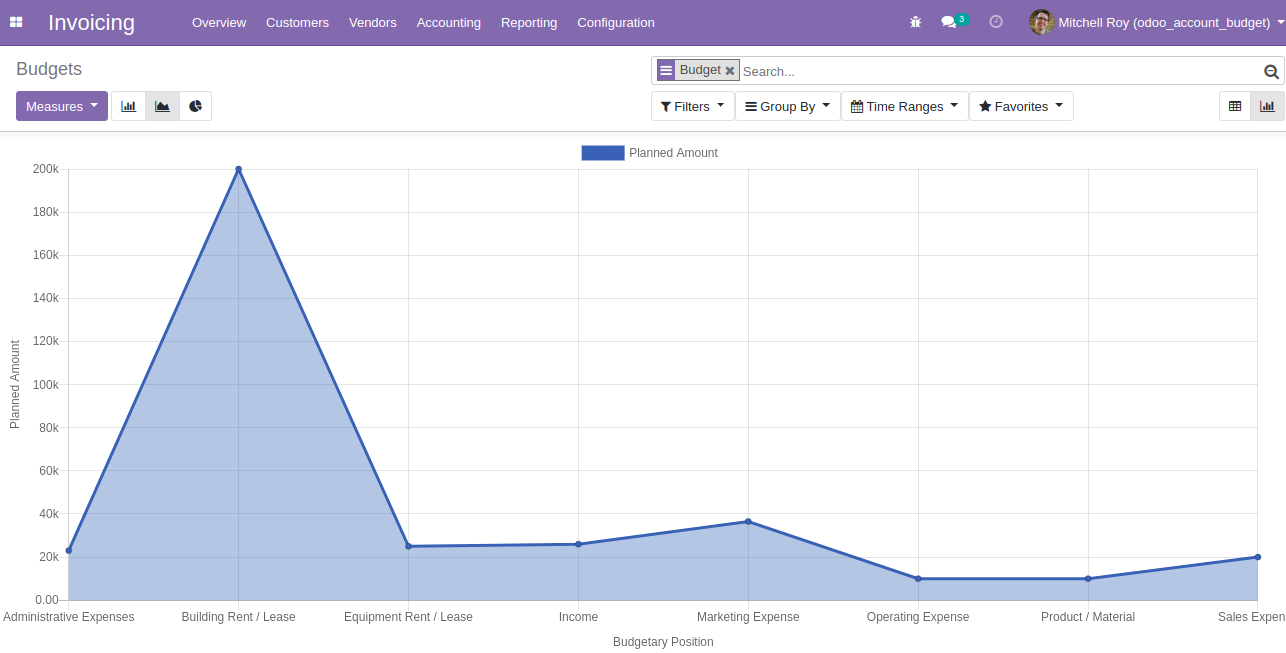 Invoicing Overview Customers Vendors Accounting Reporting Configuration 3 Mitchell Roy (odoo_account_budget)
Budgets
Budget Search...
Measures Filters Group By Time Ranges Favorites
Planned Amount
200k
180k
160k
140k
120k
100k
80k
60k
40k
20k
0.00
Planned Amount
Administrative Expenses Building Rent / Lease Equipment Rent / Lease Income Marketing Expense Operating Expense Product / Material Sales Expen
Budgetary Position